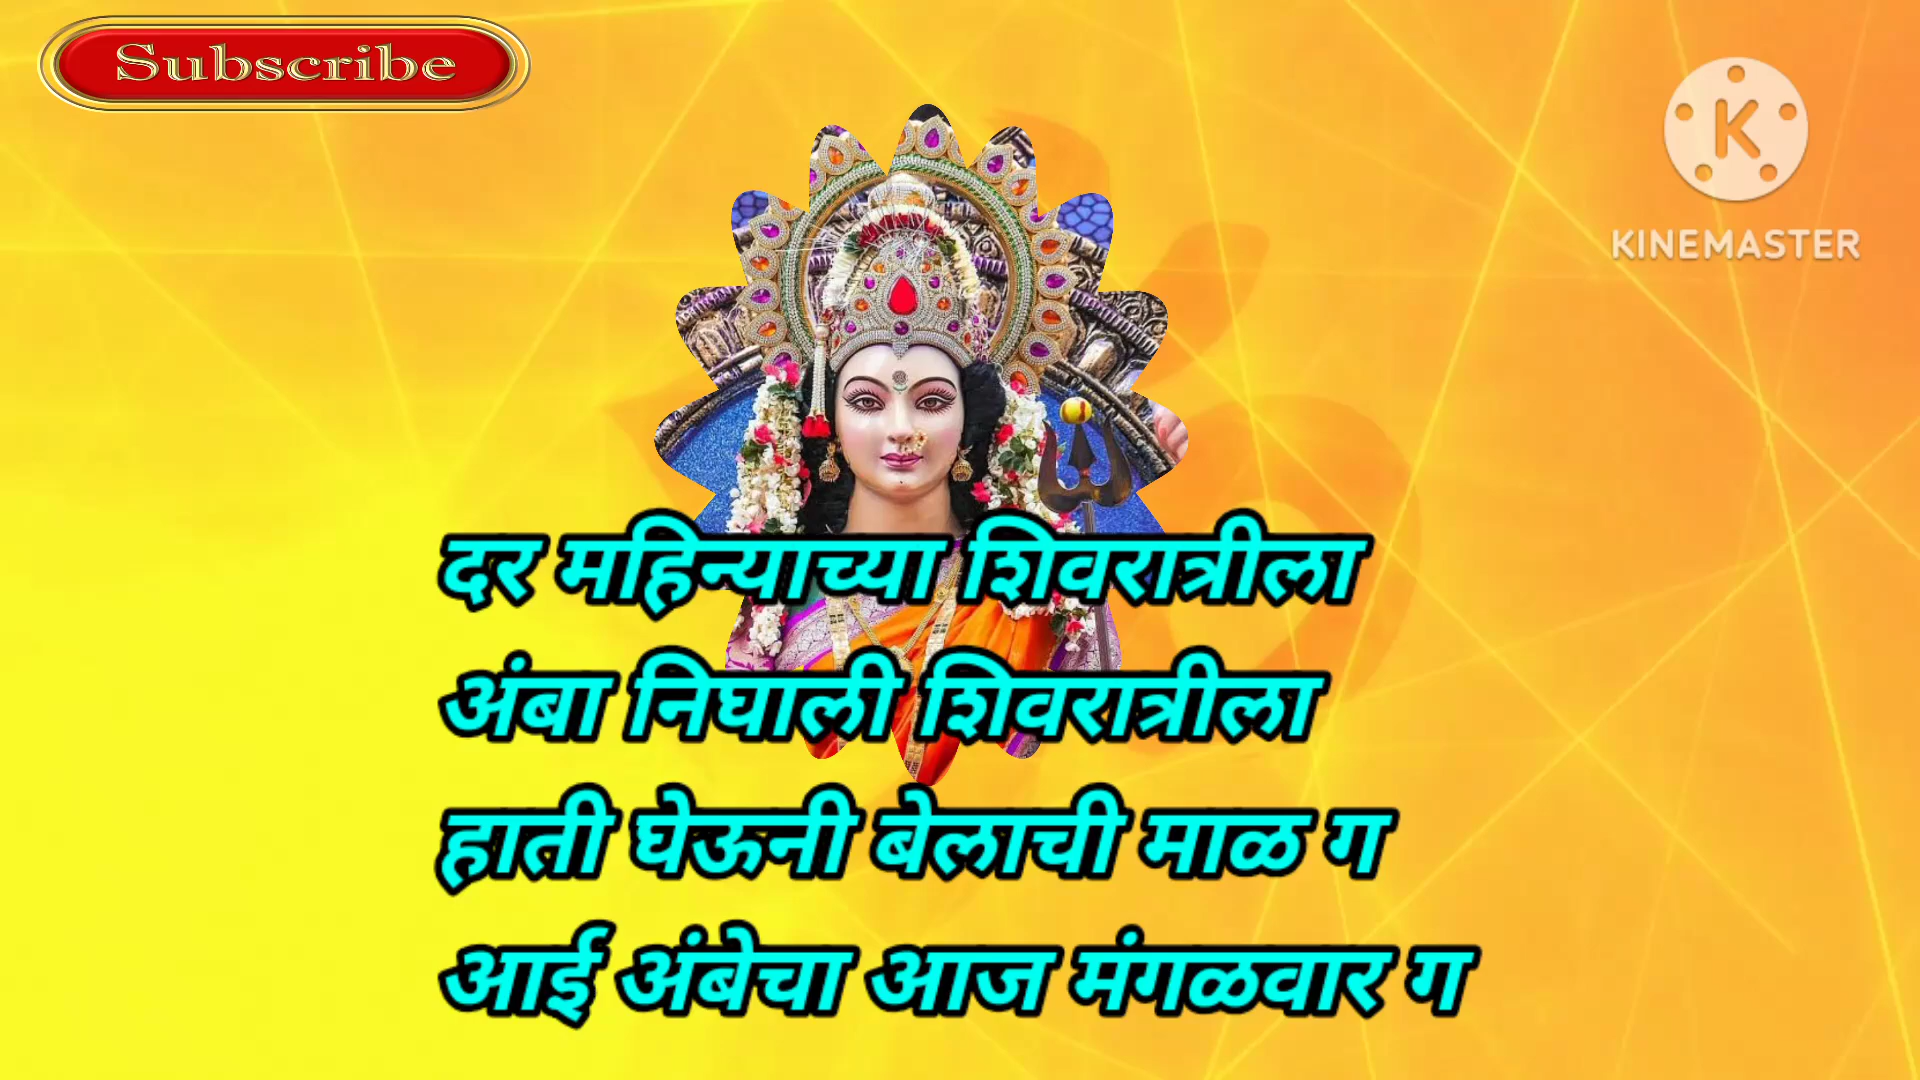 Subscribe
KINEMASTER
दर महिन्याच्या शिवरात्रीला
अंबा निघाली शिवरात्रीला
हाती घेऊनी बेलाची माळ ग
आई अंबेचा आज मंगळवार ग